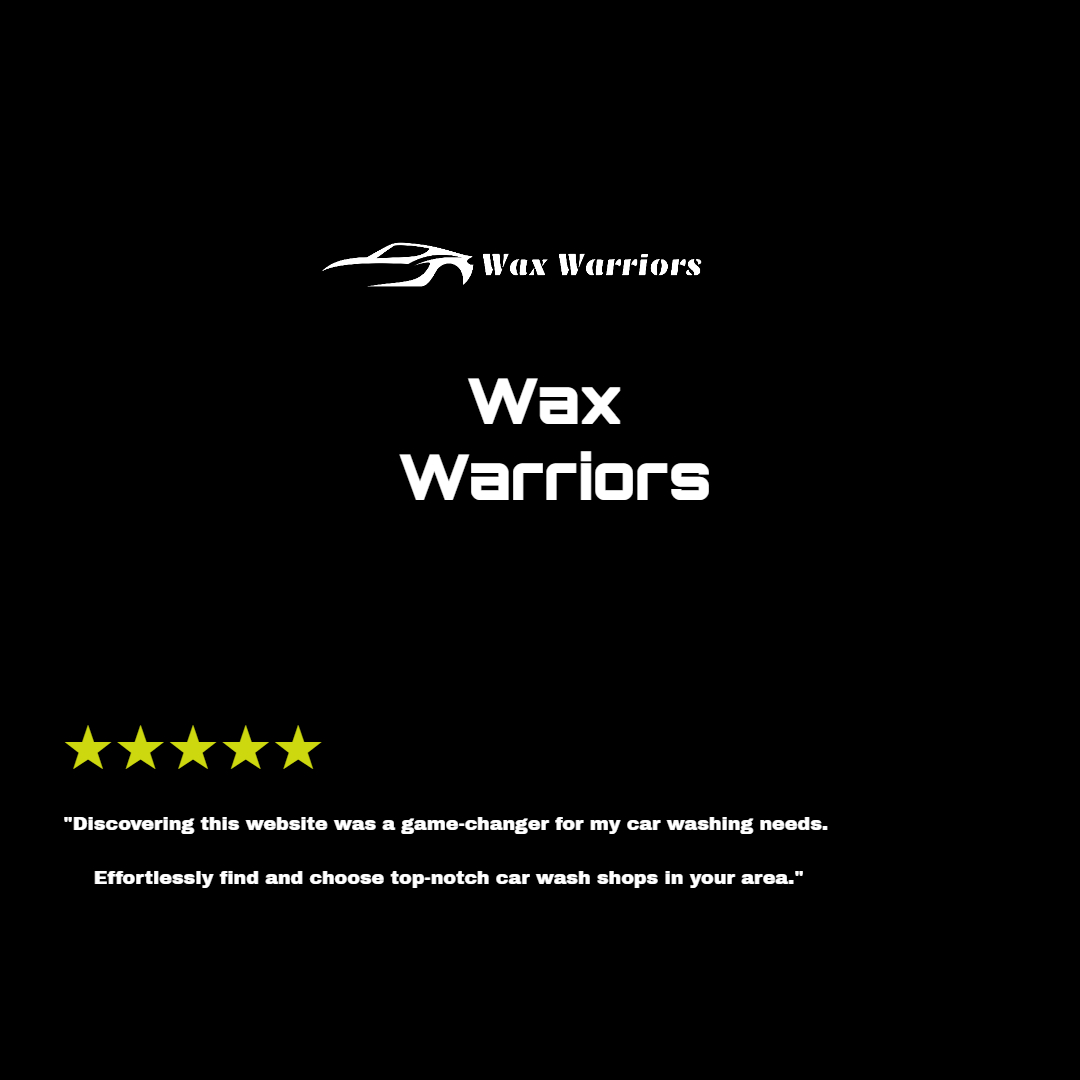 Wax Warriors
Wax
Warriors
"Discovering this website was a game-changer for my car washing needs.
Effortlessly find and choose top-notch car wash shops in your area."